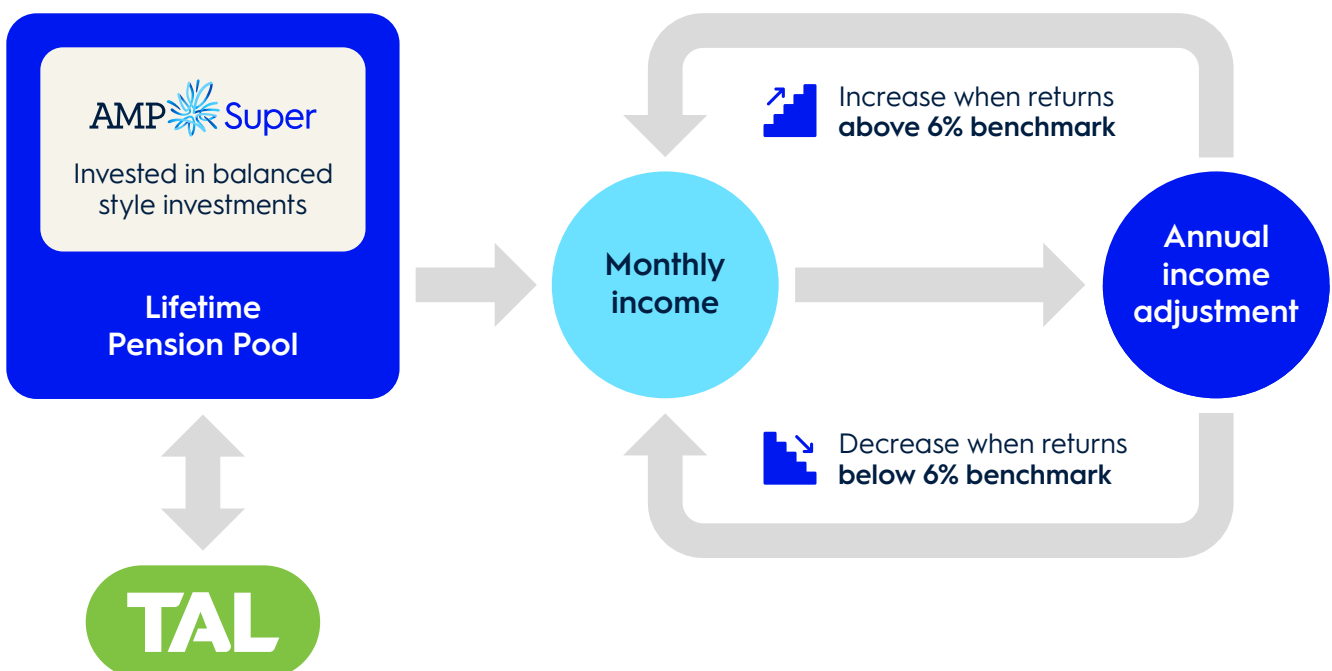 AMP Super
Invested in balanced
style investments
Lifetime
Pension Pool
TAL
Monthly
income
Increase when returns
above 6% benchmark
Annual
income
adjustment
Decrease when returns
below 6% benchmark